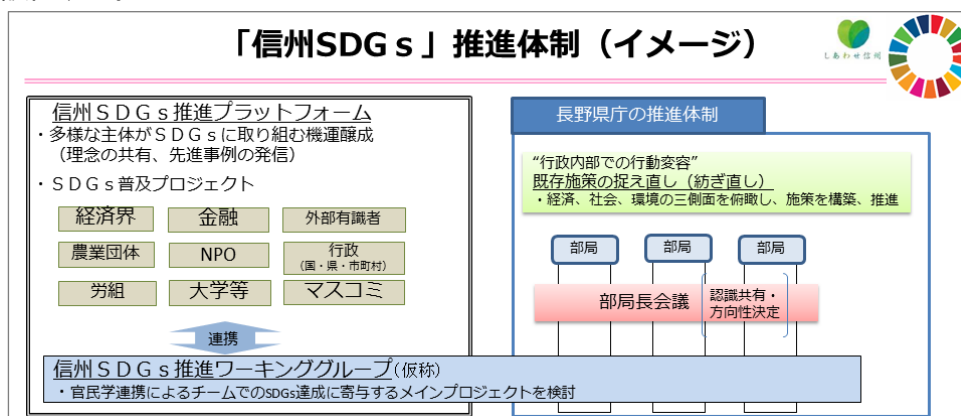 「信州SDGｓ」推進体制（イメージ）
しあわせ信州
信州ＳＤＧｓ推進プラットフォーム
・多様な主体がＳＤＧｓに取り組む機運醸成
（理念の共有、先進事例の発信）
・ＳＤＧｓ普及プロジェクト
経済界
金融
外部有識者
農業団体
NPO
行政
（国・県・市町村）
労組
大学等
マスコミ
連携
信州ＳＤＧｓ推進ワーキンググループ(仮称)
・官民学連携によるチームでのSDGs達成に寄与するメインプロジェクトを検討
長野県庁の推進体制
“行政内部での行動変容”
既存施策の捉え直し（紡ぎ直し）
・経済、社会、環境の三側面を俯瞰し、施策を構築、推進
部局
部局
部局
部局長会議
認識共有・
方向性決定